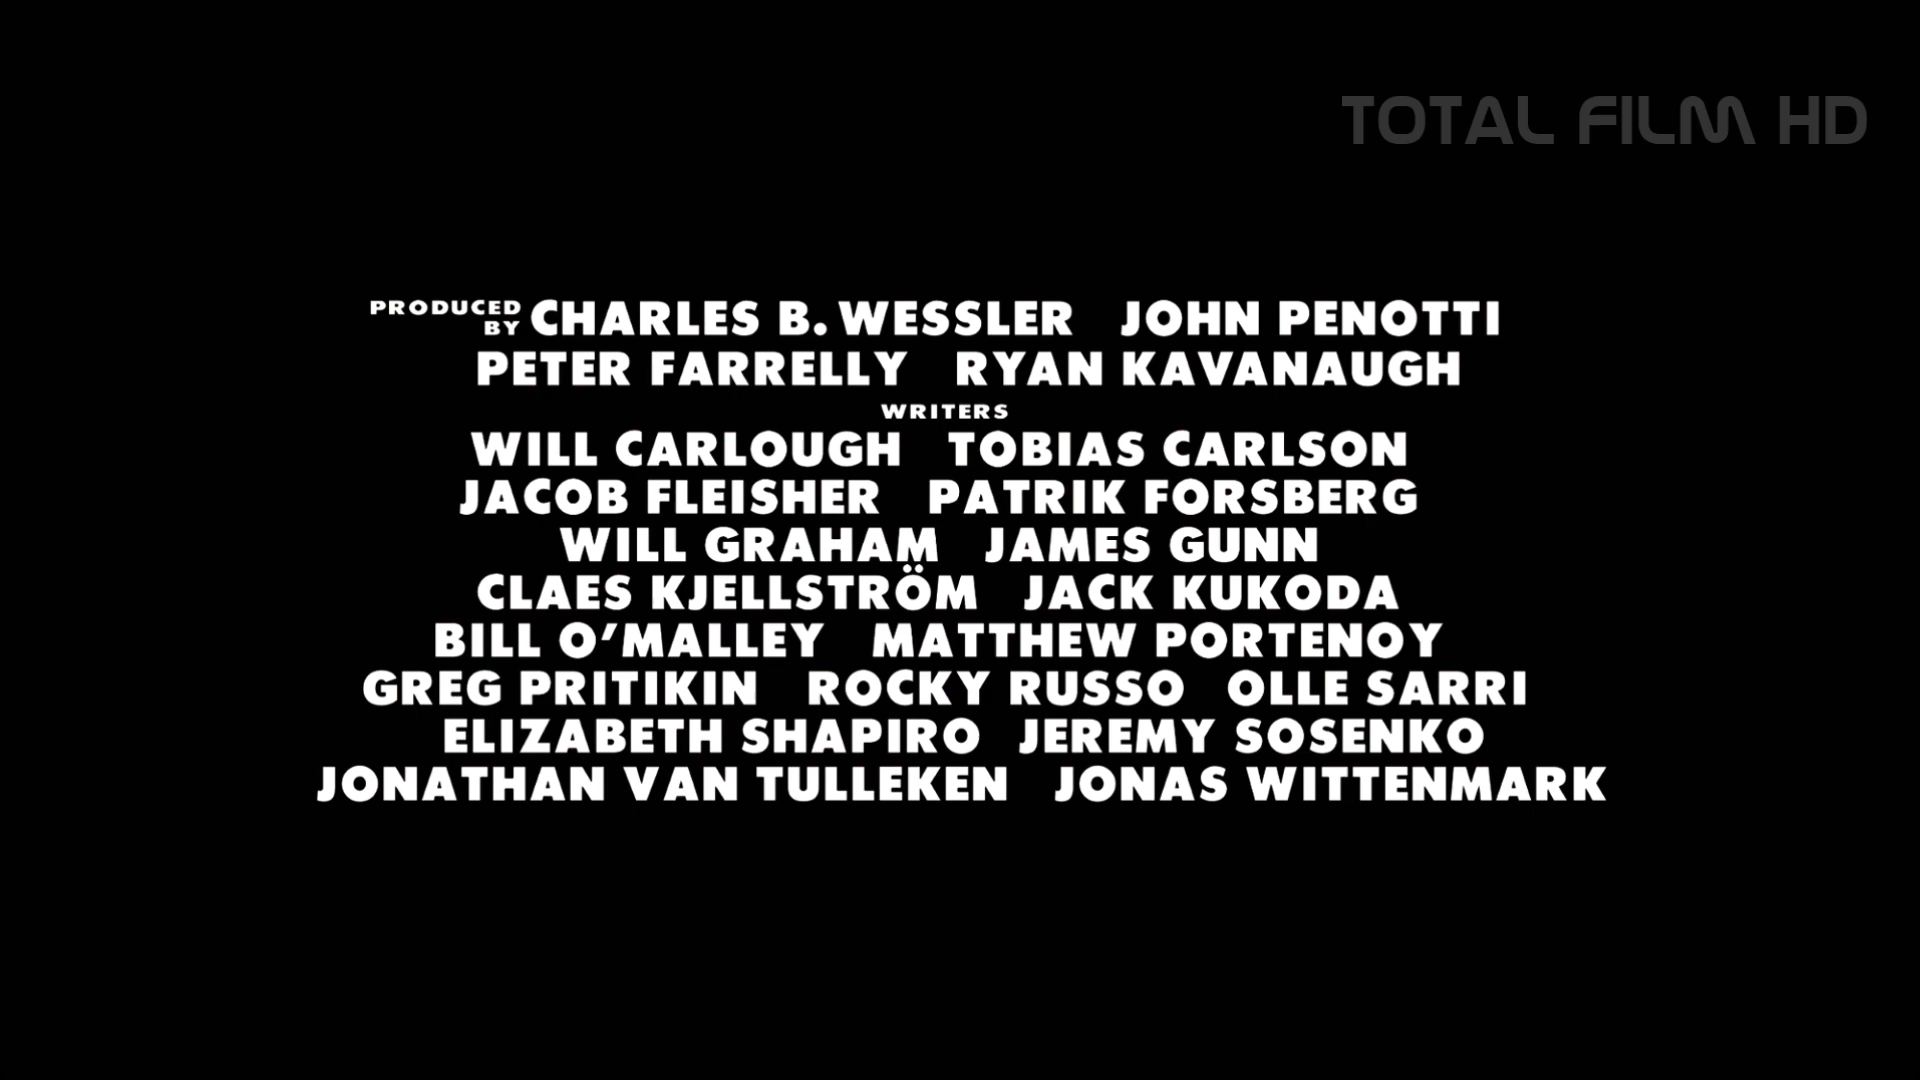 TOTAL FILM HD
PRODUCED BY CHARLES B. WESSLER JOHN PENOTTI
PETER FARRELLY RYAN KAVANAUGH
WRITERS
WILL CARLOUGH TOBIAS CARLSON
JACOB FLEISHER PATRIK FORSBERG
WILL GRAHAM JAMES GUNN
CLAES KJELLSTRÖM JACK KUKODA
BILL O’MALLEY MATTHEW PORTENOY
GREG PRITIKIN ROCKY RUSSO OLLE SARRI
ELIZABETH SHAPIRO JEREMY SOSENKO
JONATHAN VAN TULLEKEN JONAS WITTENMARK